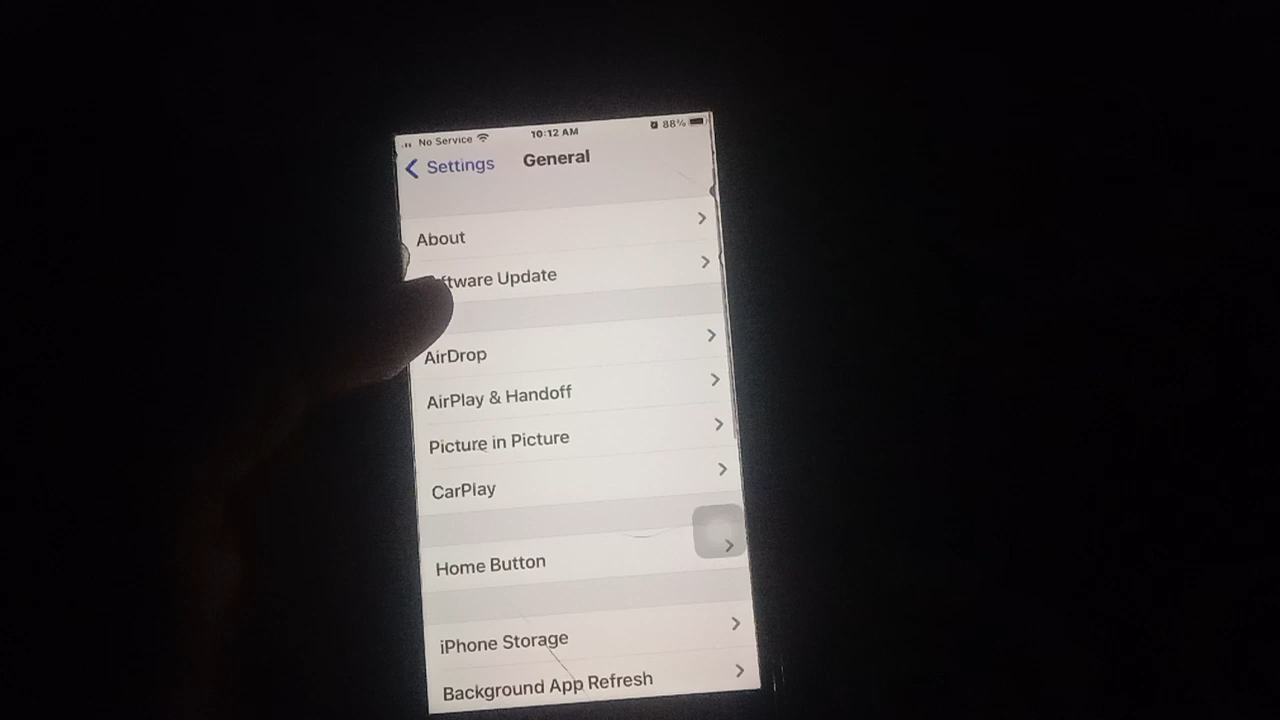 No Service 10:12 AM 88%
Settings General
About
ftware Update
AirDrop
AirPlay & Handoff
Picture in Picture
CarPlay
Home Button
iPhone Storage
Background App Refresh